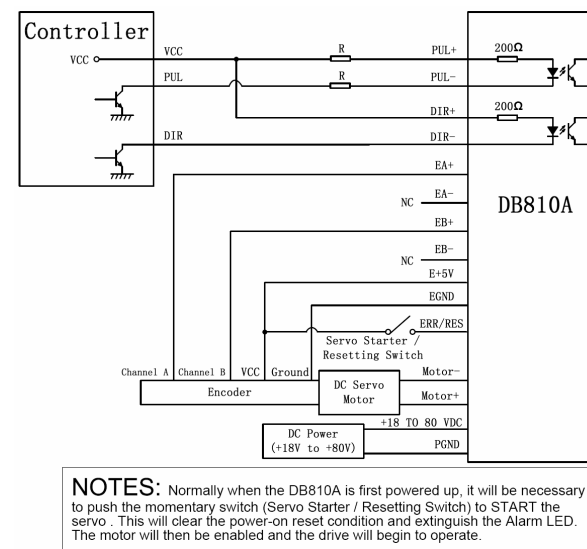 Controller
VCC
VCC
R
PUL+
200Ω
PUL
R
PUL-
DIR+
200Ω
DIR
DIR-
EA+
EA-
NC
DB810A
EB+
EB-
NC
E+5V
EGND
ERR/RES
Servo Starter /
Resetting Switch
Channel A Channel B VCC Ground
Encoder
DC Servo
Motor
Motor-
Motor+
DC Power
(+18V to +80V)
+18 TO 80 VDC
PGND
NOTES: Normally when the DB810A is first powered up, it will be necessary
to push the momentary switch (Servo Starter / Resetting Switch) to START the
servo . This will clear the power-on reset condition and extinguish the Alarm LED.
The motor will then be enabled and the drive will begin to operate.